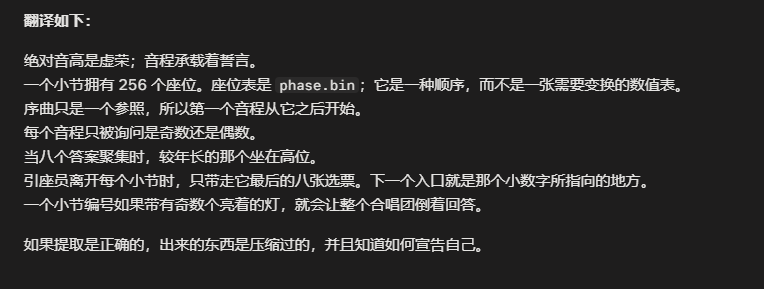 翻译如下：
绝对音高是虚荣；音程承载着誓言。
一个小节拥有 256 个座位。座位表是 phase.bin；它是一种顺序，而不是一张需要变换的数值表。
序曲只是一个参照，所以第一个音程从它之后开始。
每个音程只被询问是奇数还是偶数。
当八个答案聚集时，较年长的那个坐在高位。
引座员离开每个小节时，只带走它最后的八张选票。下一个入口就是那个小数字所指向的地方。
一个小节编号如果带有奇数个亮着的灯，就会让整个合唱团倒着回答。
如果提取是正确的，出来的东西是压缩过的，并且知道如何宣告自己。